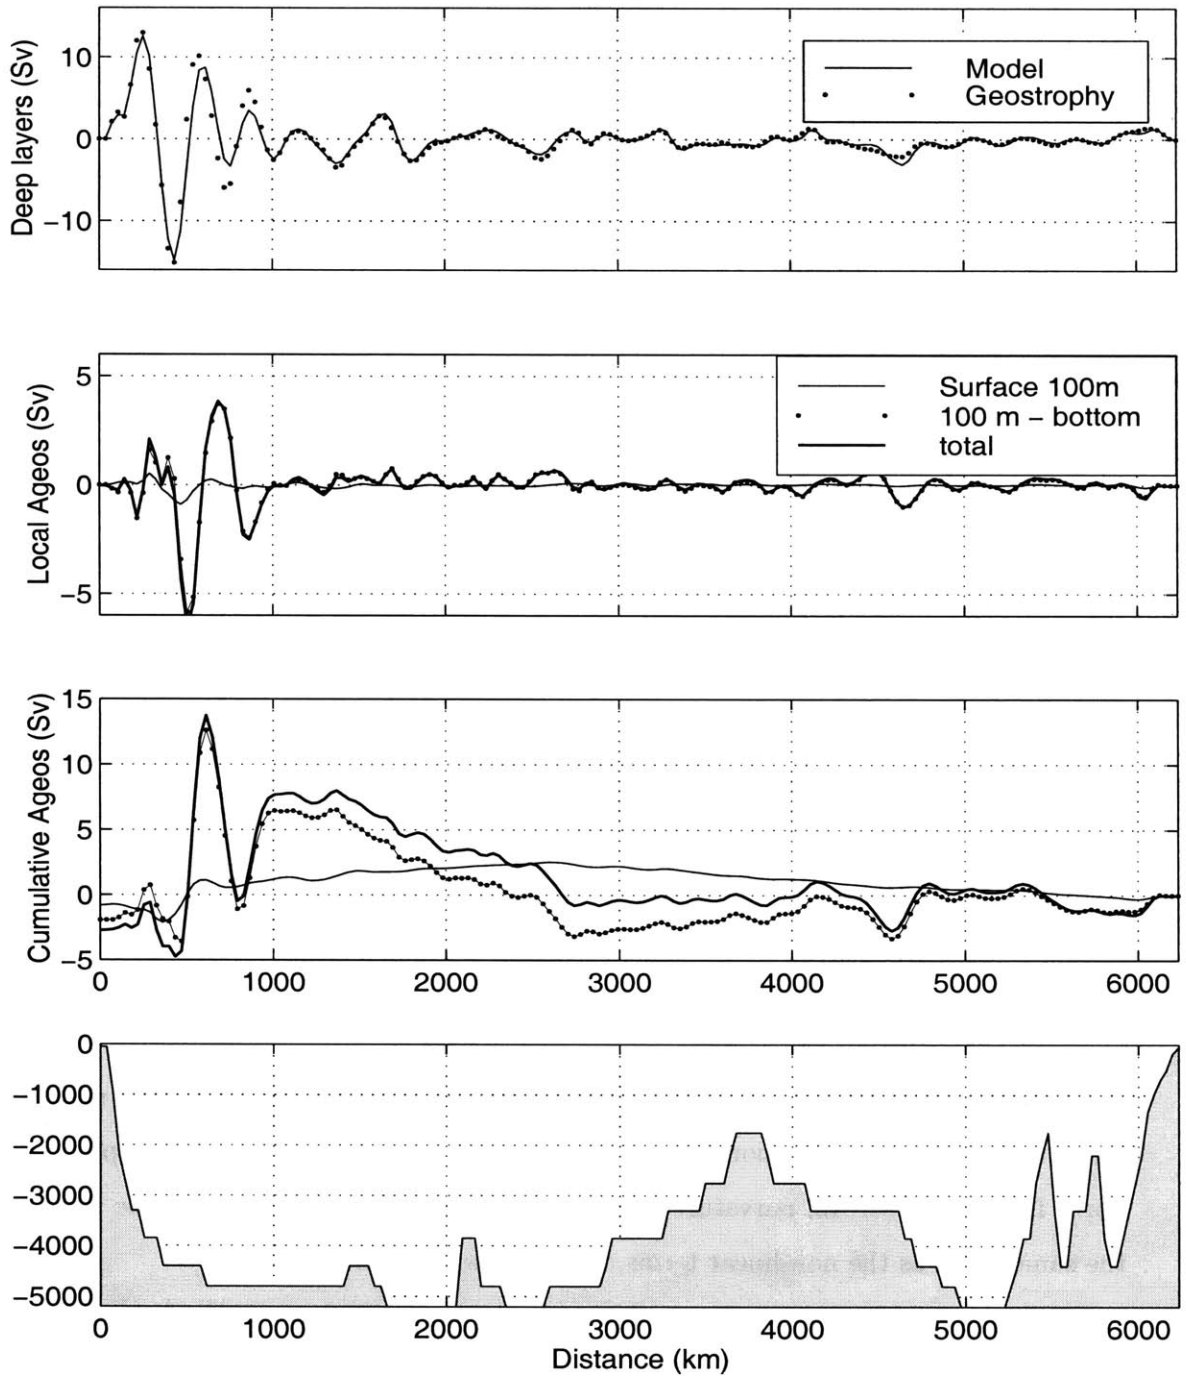 Deep layers (Sv)
10
0
−10
Model
Geostrophy
Local Ageos (Sv)
5
0
−5
Surface 100m
100 m − bottom
total
Cumulative Ageos (Sv)
15
10
5
0
−5
0 1000 2000 3000 4000 5000 6000
0
−1000
−2000
−3000
−4000
−5000
0 1000 2000 3000 4000 5000 6000
Distance (km)